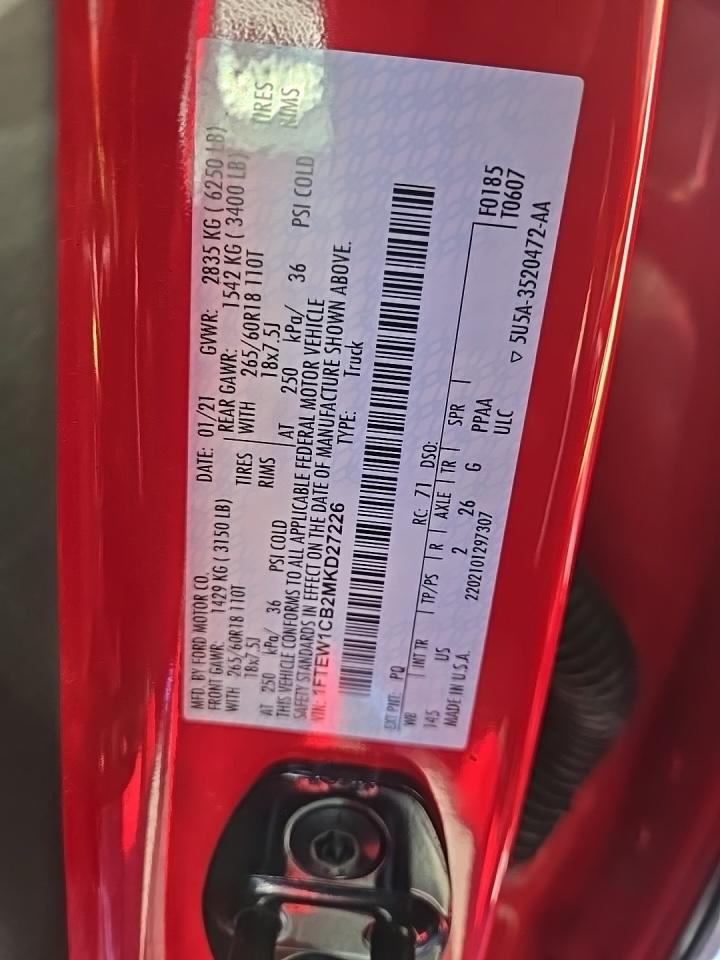 MFD. BY FORD MOTOR CO.
DATE: 01/21 GVWR: 2835 KG ( 6250 LB)
FRONT GAWR: 1429 KG ( 3150 LB) REAR GAWR: 1542 KG ( 3400 LB)
WITH 265/60R18 110T TIRES WITH 265/60R18 110T TIRES
18x7.5J RIMS 18x7.5J RIMS
AT 250 kPa/ 36 PSI COLD AT 250 kPa/ 36 PSI COLD
THIS VEHICLE CONFORMS TO ALL APPLICABLE FEDERAL MOTOR VEHICLE
SAFETY STANDARDS IN EFFECT ON THE DATE OF MANUFACTURE SHOWN ABOVE.
VIN: 1FTEW1CB2MKD27226 TYPE: Truck
EXT PNT: PQ RC: 71 DSO: F0185
WB INT TR TP/PS R AXLE TR SPR T0607
145 US 2 26 G PPAA
MADE IN U.S.A. 2202101297307 ULC ▽ 5U5A-3520472-AA